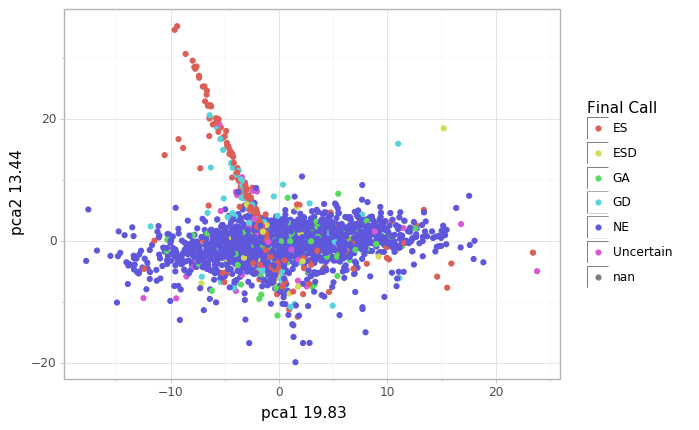 20
0
−20
−10
0
10
20
pca1 19.83
pca2 13.44
Final Call
ES
ESD
GA
GD
NE
Uncertain
nan